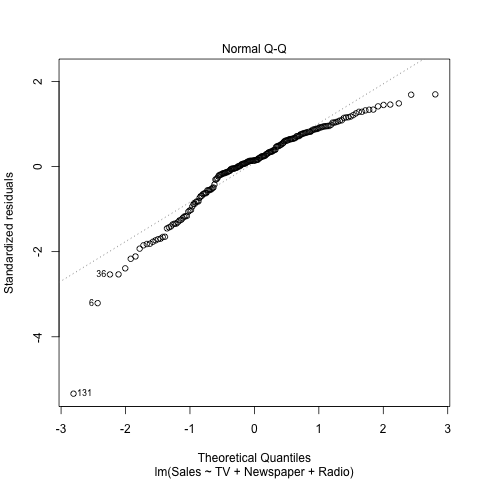 Normal Q-Q
2
0
-2
-4
Standardized residuals
36
6
131
-3 -2 -1 0 1 2 3
Theoretical Quantiles
lm(Sales ~ TV + Newspaper + Radio)